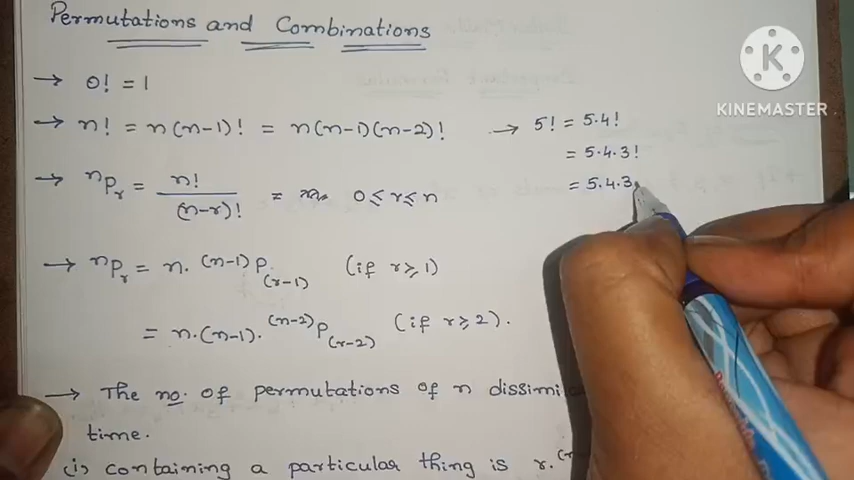 Permutations and Combinations
→ 0! = 1
→ n! = n(n-1)! = n(n-1)(n-2)!
→ ⁿPᵣ = n! / (n-r)! = 0 ≤ r ≤ n
→ ⁿPᵣ = n. ⁽ⁿ⁻¹⁾P₍ᵣ₋₁₎ (if r ≥ 1)
= n.(n-1). ⁽ⁿ⁻²⁾P₍ᵣ₋₂₎ (if r ≥ 2).
→ The no. of permutations of n
time.
(i) containing a particular thing is r.
→ 5! = 5.4!
= 5.4.3!
= 5.4.3.
KINEMASTER